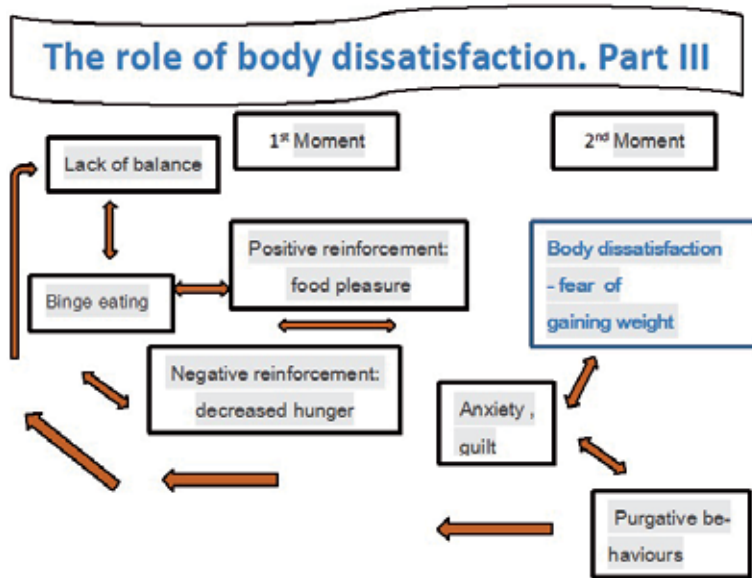 The role of body dissatisfaction. Part III
1st Moment
2nd Moment
Lack of balance
Positive reinforcement:
food pleasure
Body dissatisfaction
- fear of
gaining weight
Binge eating
Negative reinforcement:
decreased hunger
Anxiety ,
guilt
Purgative be-
haviours